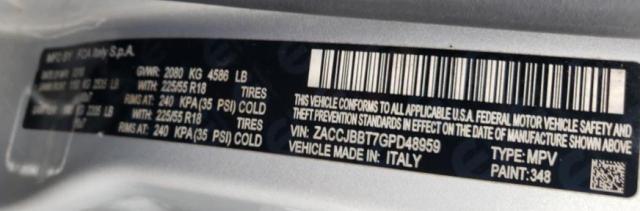 MFD BY: FCA Italy S.p.A.
GVWR: 2080 KG 4586 LB
WITH 225/55 R18 TIRES
RIMS AT: 240 KPA(35 PSI) COLD
WITH 225/55 R18 TIRES
RIMS AT: 240 KPA(35 PSI) COLD
THIS VEHICLE CONFORMS TO ALL APPLICABLE U.S.A. FEDERAL MOTOR VEHICLE SAFETY AND
THEFT PREVENTION STANDARDS IN EFFECT ON THE DATE OF MANUFACTURE SHOWN ABOVE.
VIN: ZACCJBBT7GPD48959 TYPE: MPV
VEHICLE MADE IN: ITALY PAINT: 348